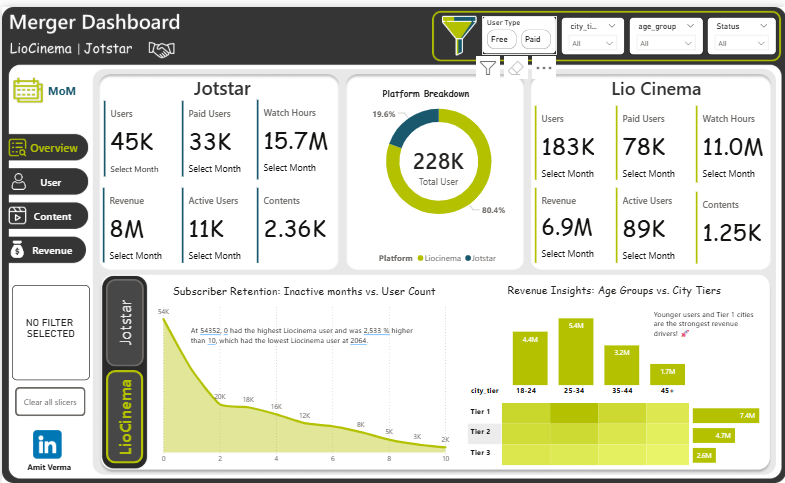 Merger Dashboard
LioCinema | Jotstar
User Type
Free
Paid
city_ti...
All
age_group
All
Status
All
MoM
Overview
User
Content
Revenue
NO FILTER
SELECTED
Clear all slicers
in
Amit Verma
Jotstar
Users
45K
Select Month
Paid Users
33K
Select Month
Watch Hours
15.7M
Select Month
Revenue
8M
Select Month
Active Users
11K
Select Month
Contents
2.36K
Platform Breakdown
19.6%
228K
Total User
80.4%
Platform Liocinema Jotstar
Lio Cinema
Users
183K
Select Month
Paid Users
78K
Select Month
Watch Hours
11.0M
Select Month
Revenue
6.9M
Select Month
Active Users
89K
Select Month
Contents
1.25K
Jotstar
LioCinema
Subscriber Retention: Inactive months vs. User Count
At 54352, 0 had the highest Liocinema user and was 2,533 % higher
than 10, which had the lowest Liocinema user at 2064.
54K
20K
18K
16K
12K
8K
5K
3K
2K
0 2 4 6 8 10
Revenue Insights: Age Groups vs. City Tiers
Younger users and Tier 1 cities
are the strongest revenue
drivers!
4.4M
5.4M
3.2M
1.7M
city_tier 18-24 25-34 35-44 45+
Tier 1
7.4M
Tier 2
4.7M
Tier 3
2.6M